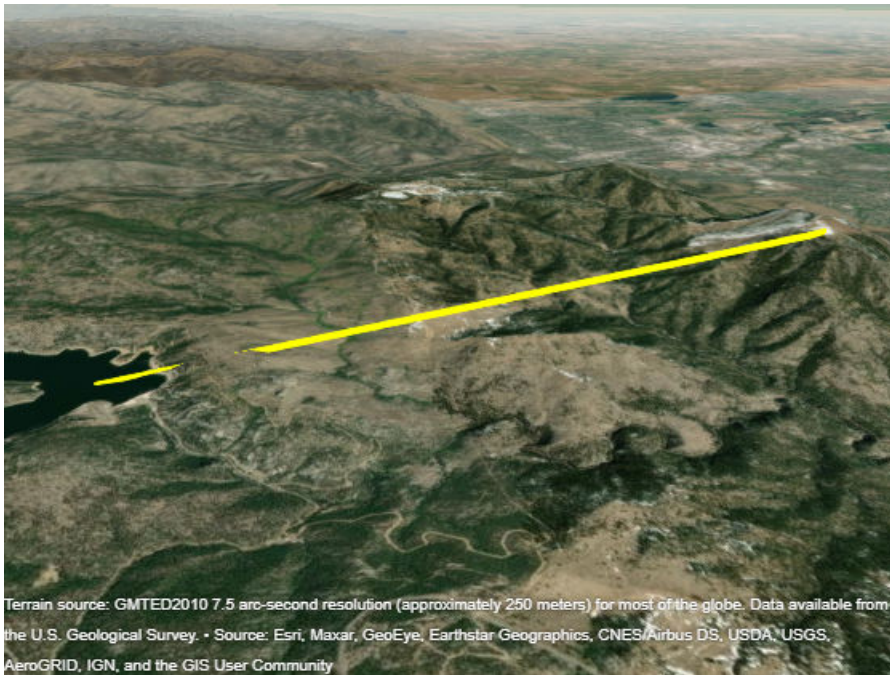 Terrain source: GMTED2010 7.5 arc-second resolution (approximately 250 meters) for most of the globe. Data available from
the U.S. Geological Survey. • Source: Esri, Maxar, GeoEye, Earthstar Geographics, CNES/Airbus DS, USDA, USGS,
AeroGRID, IGN, and the GIS User Community